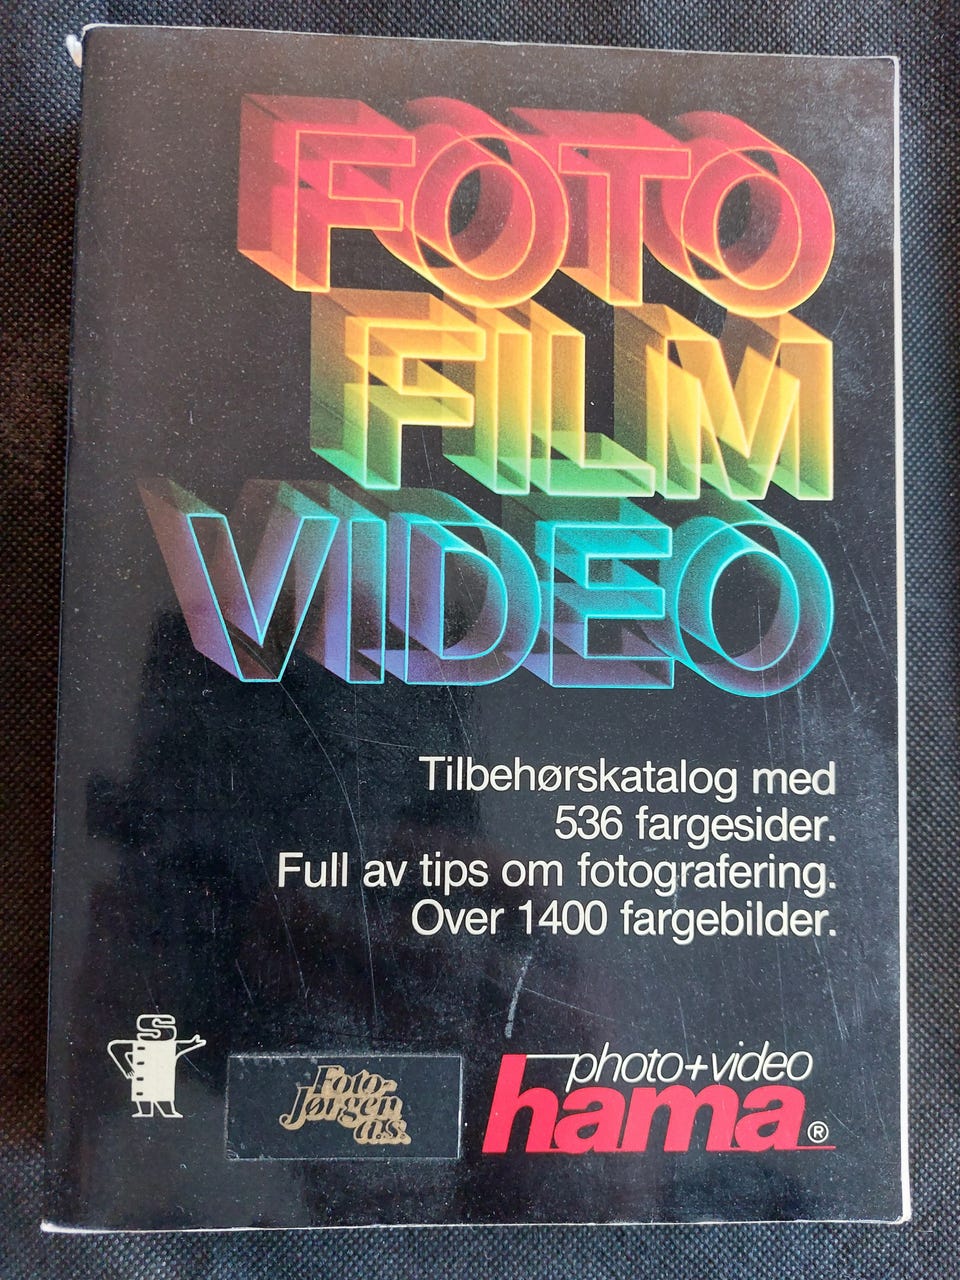 FOTO
FILM
VIDEO
Tilbehørskatalog med
536 fargesider.
Full av tips om fotografering.
Over 1400 fargebilder.
S
Foto-
Jørgen
a.s.
photo+video
hama®